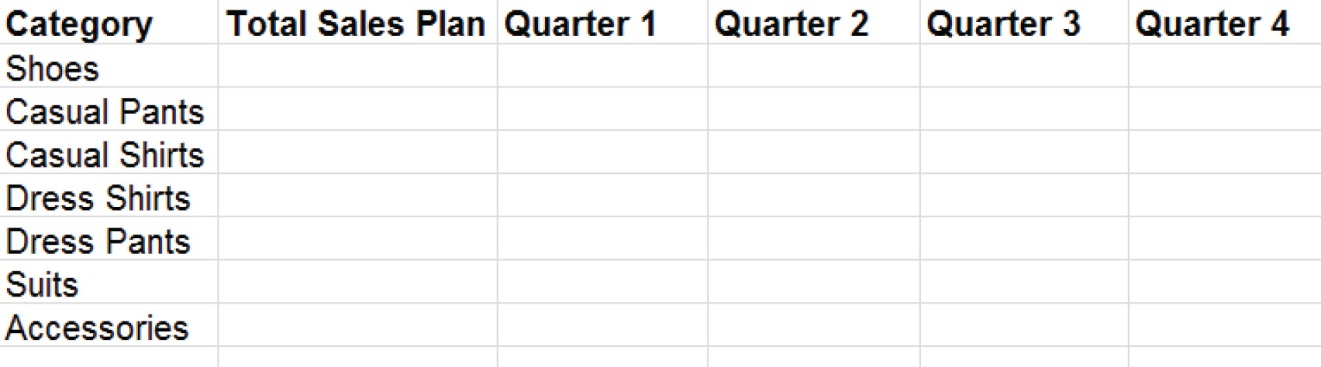 Category Total Sales Plan Quarter 1 Quarter 2 Quarter 3 Quarter 4
Shoes
Casual Pants
Casual Shirts
Dress Shirts
Dress Pants
Suits
Accessories